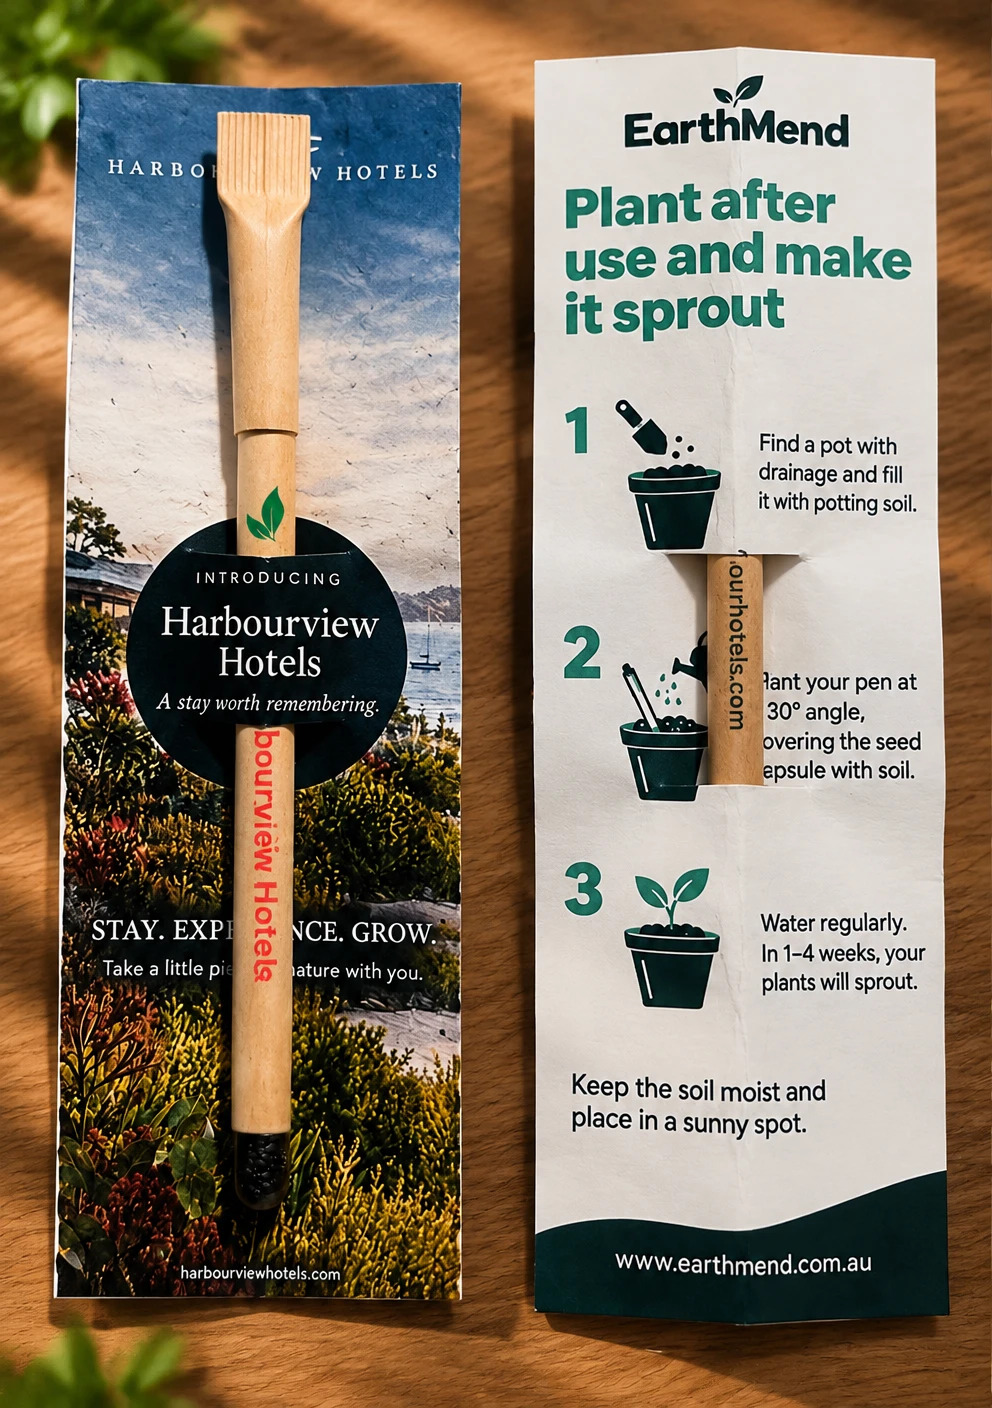 HARBO W HOTELS
INTRODUCING
Harbourview
Hotels
A stay worth remembering.
bourview Hotels
STAY. EXPE NCE. GROW.
Take a little pie nature with you.
harbourviewhotels.com
EarthMend
Plant after
use and make
it sprout
1
Find a pot with
drainage and fill
it with potting soil.
ourhotels.com
2
lant your pen at
30° angle,
overing the seed
apsule with soil.
3
Water regularly.
In 1–4 weeks, your
plants will sprout.
Keep the soil moist and
place in a sunny spot.
www.earthmend.com.au